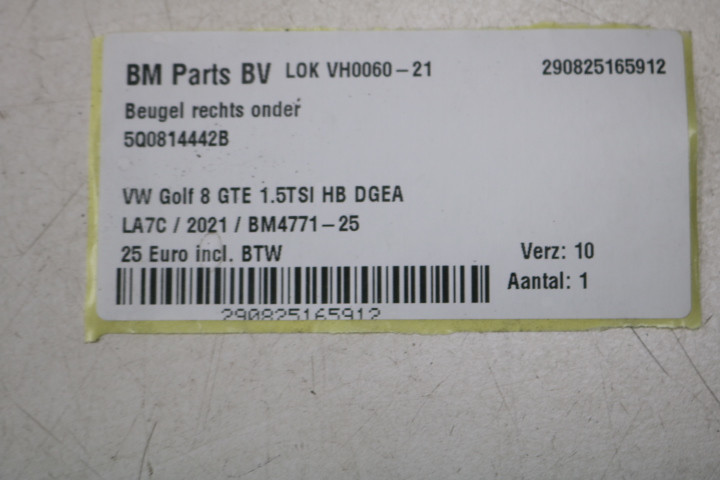 BM Parts BV LOK VH0060-21 290825165912
Beugel rechts onder
5Q0814442B
VW Golf 8 GTE 1.5TSI HB DGEA
LA7C / 2021 / BM4771-25
25 Euro incl. BTW Verz: 10
Aantal: 1
290825165912